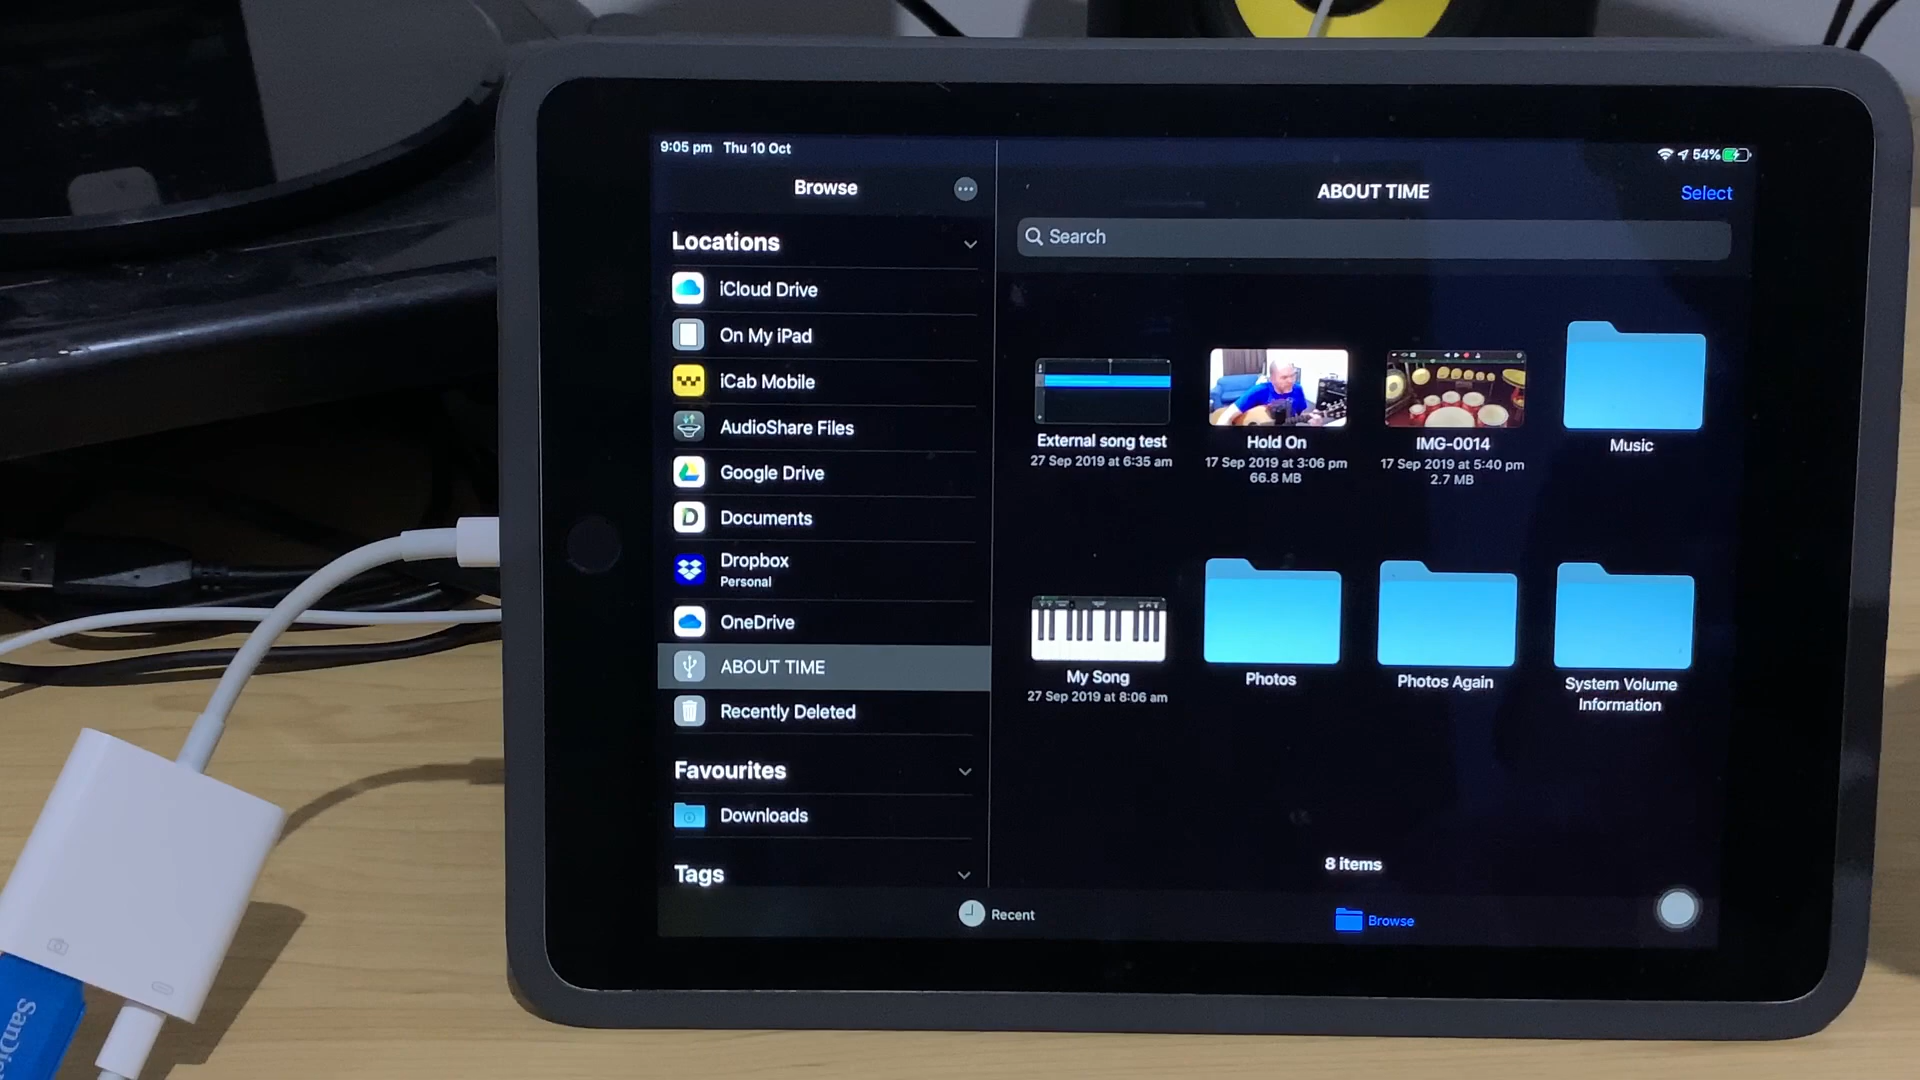 9:05 pm Thu 10 Oct
54%
Browse
Locations
iCloud Drive
On My iPad
iCab Mobile
AudioShare Files
Google Drive
Documents
Dropbox
Personal
OneDrive
ABOUT TIME
Recently Deleted
Favourites
Downloads
Tags
ABOUT TIME
Select
Search
External song test
27 Sep 2019 at 6:35 am
Hold On
17 Sep 2019 at 3:06 pm
66.8 MB
IMG-0014
17 Sep 2019 at 5:40 pm
2.7 MB
Music
My Song
27 Sep 2019 at 8:06 am
Photos
Photos Again
System Volume
Information
8 items
Recent
Browse
SanDis